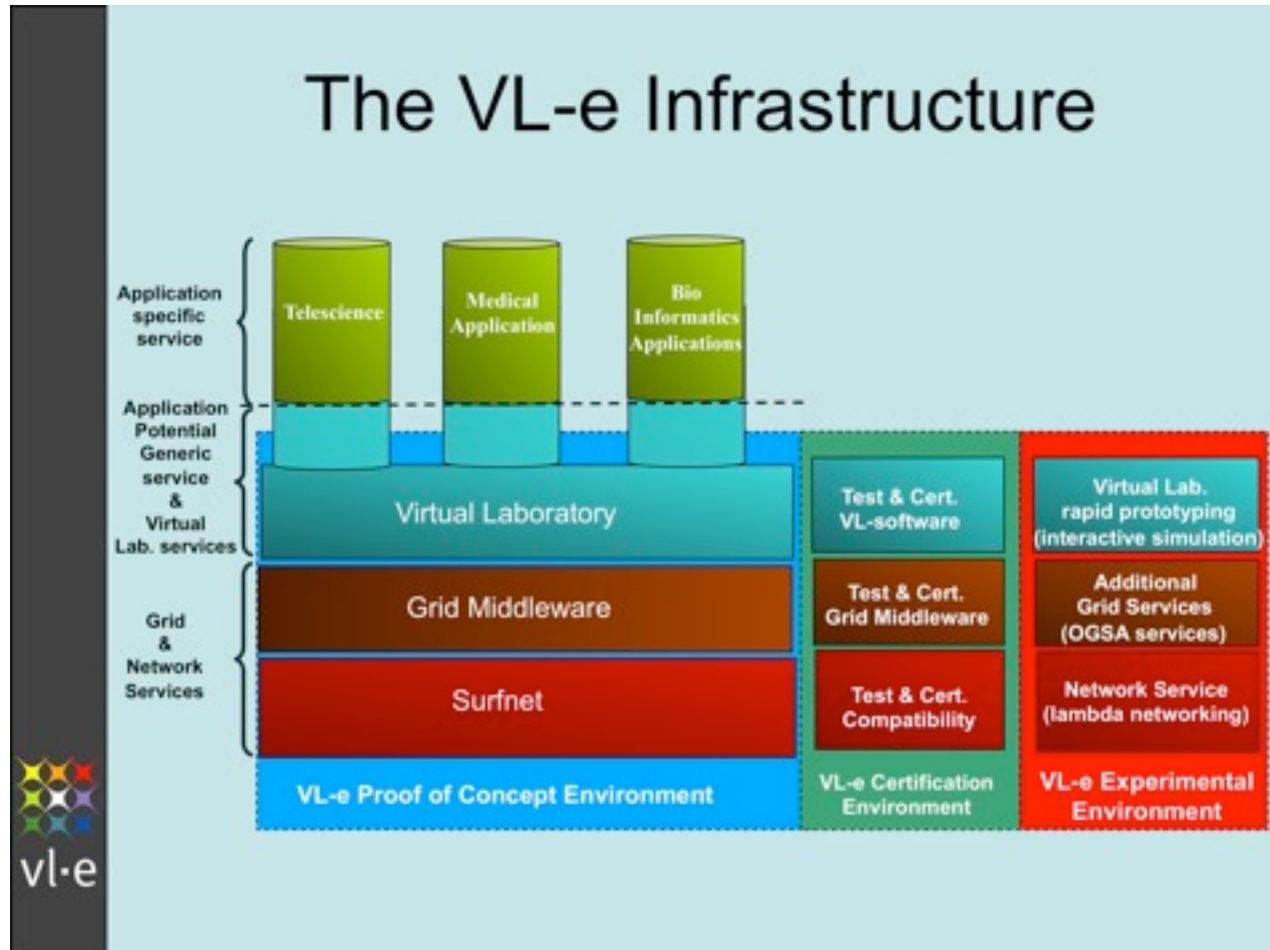 The VL-e Infrastructure
Application
specific
service
Telescience
Medical
Application
Bio
Informatics
Applications
Application
Potential
Generic
service
&
Virtual
Lab. services
Virtual Laboratory
Test & Cert.
VL-software
Virtual Lab.
rapid prototyping
(interactive simulation)
Grid
&
Network
Services
Grid Middleware
Test & Cert.
Grid Middleware
Additional
Grid Services
(OGSA services)
Surfnet
Test & Cert.
Compatibility
Network Service
(lambda networking)
VL-e Proof of Concept Environment
VL-e Certification
Environment
VL-e Experimental
Environment
vl·e